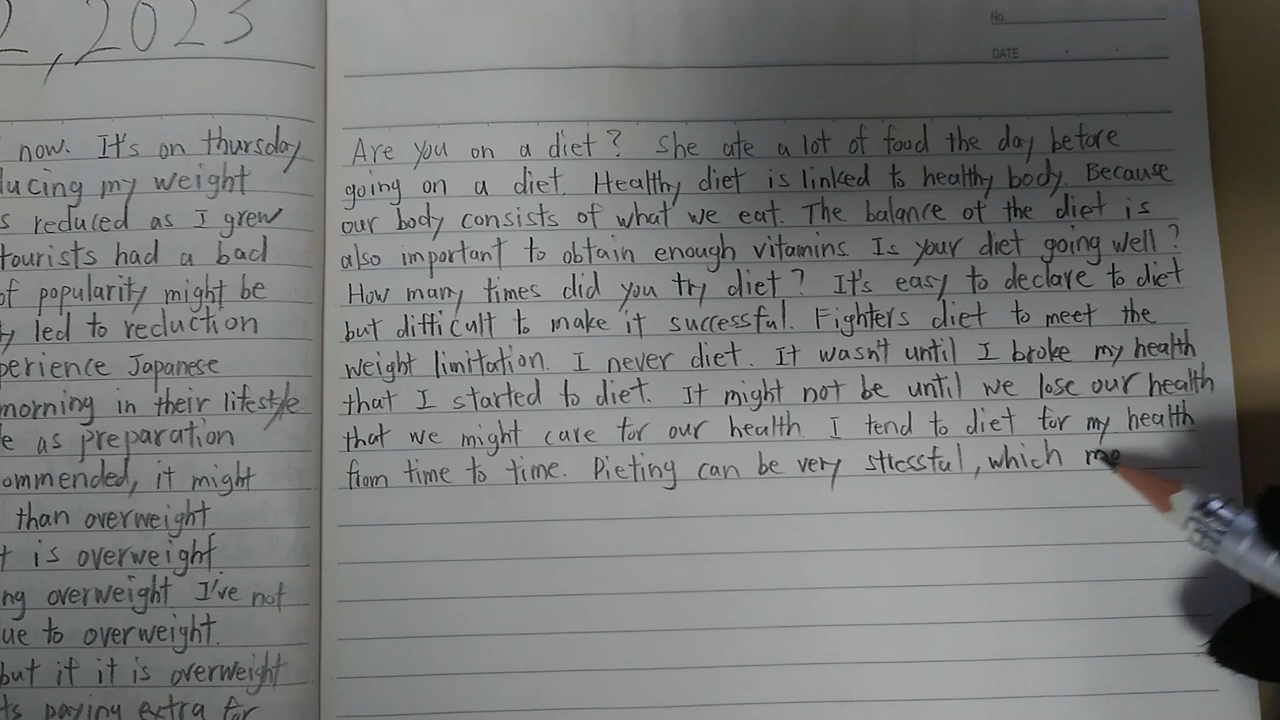 2, 2023
now. It's on thursday
lucing my weight
s reduced as I grew
tourists had a bad
of popularity might be
y led to reduction
perience Japanese
morning in their lifestyle
e as preparation
ommended, it might
than overweight
t is overweight
ng overweight I've not
ue to overweight.
but if it is overweight
ts paying extra for
No.
DATE
Are you on a diet? She ate a lot of food the day before
going on a diet. Healthy diet is linked to healthy body. Because
our body consists of what we eat. The balance of the diet is
also important to obtain enough vitamins. Is your diet going well?
How many times did you try diet? It's easy to declare to diet
but difficult to make it successful. Fighters diet to meet the
weight limitation. I never diet. It wasn't until I broke my health
that I started to diet. It might not be until we lose our health
that we might care for our health. I tend to diet for my health
from time to time. Dieting can be very stressful, which